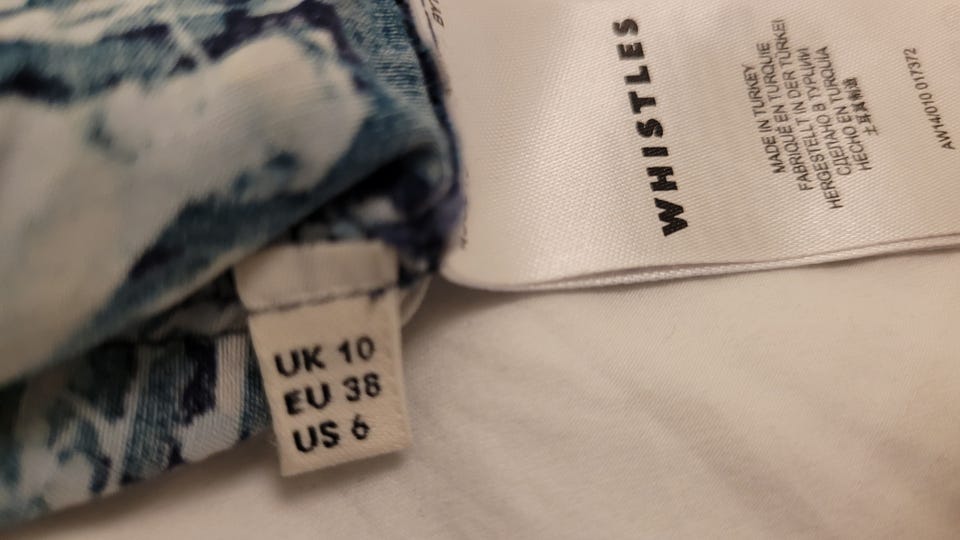 UK 10
EU 38
US 6
WHISTLES
MADE IN TURKEY
FABRIQUÉ EN TURQUIE
HERGESTELLT IN DER TÜRKEI
СДЕЛАНО В ТУРЦИИ
HECHO EN TURQUÍA
土耳其制造
AW14/010 017372